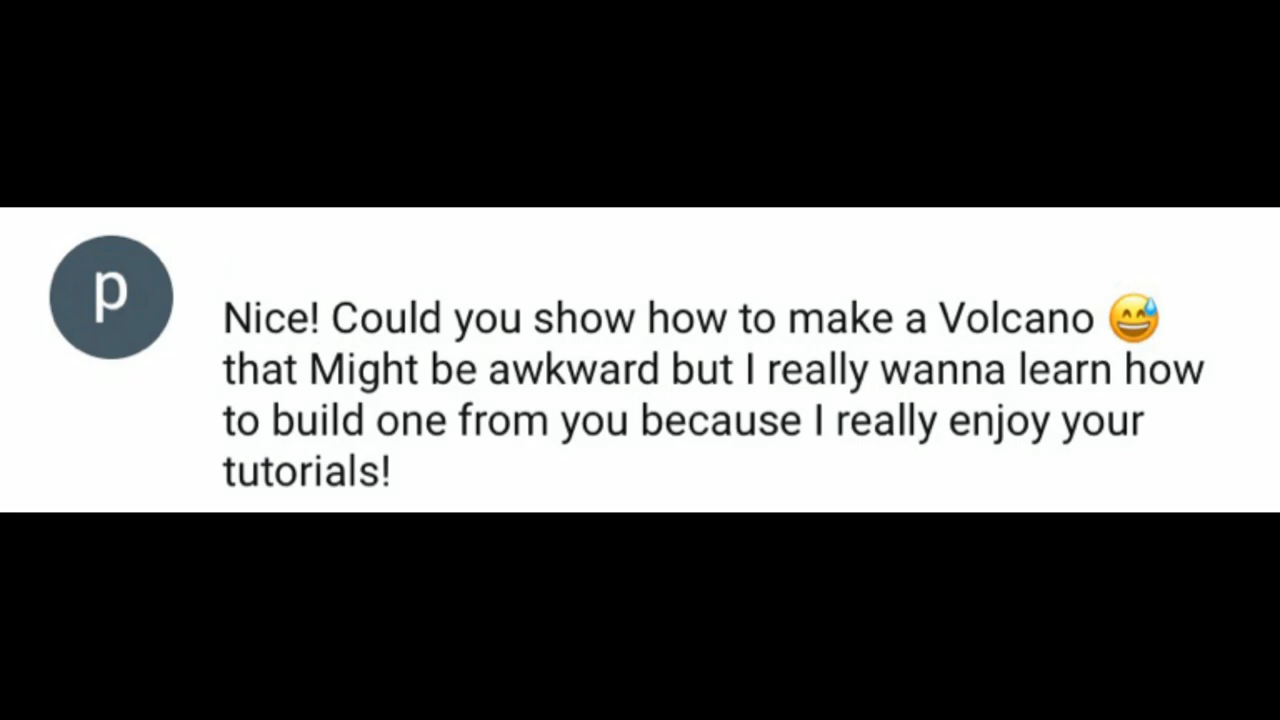 p
Nice! Could you show how to make a Volcano 😅
that Might be awkward but I really wanna learn how
to build one from you because I really enjoy your
tutorials!